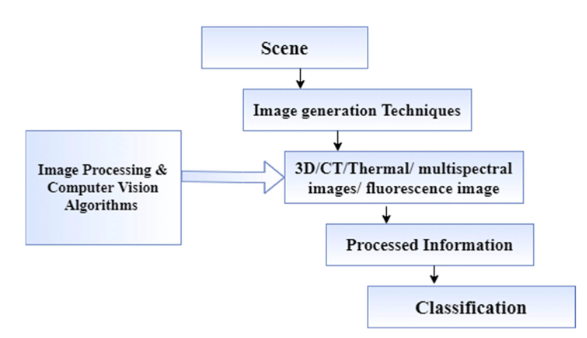 Scene
Image generation Techniques
Image Processing &
Computer Vision
Algorithms
3D/CT/Thermal/ multispectral
images/ fluorescence image
Processed Information
Classification